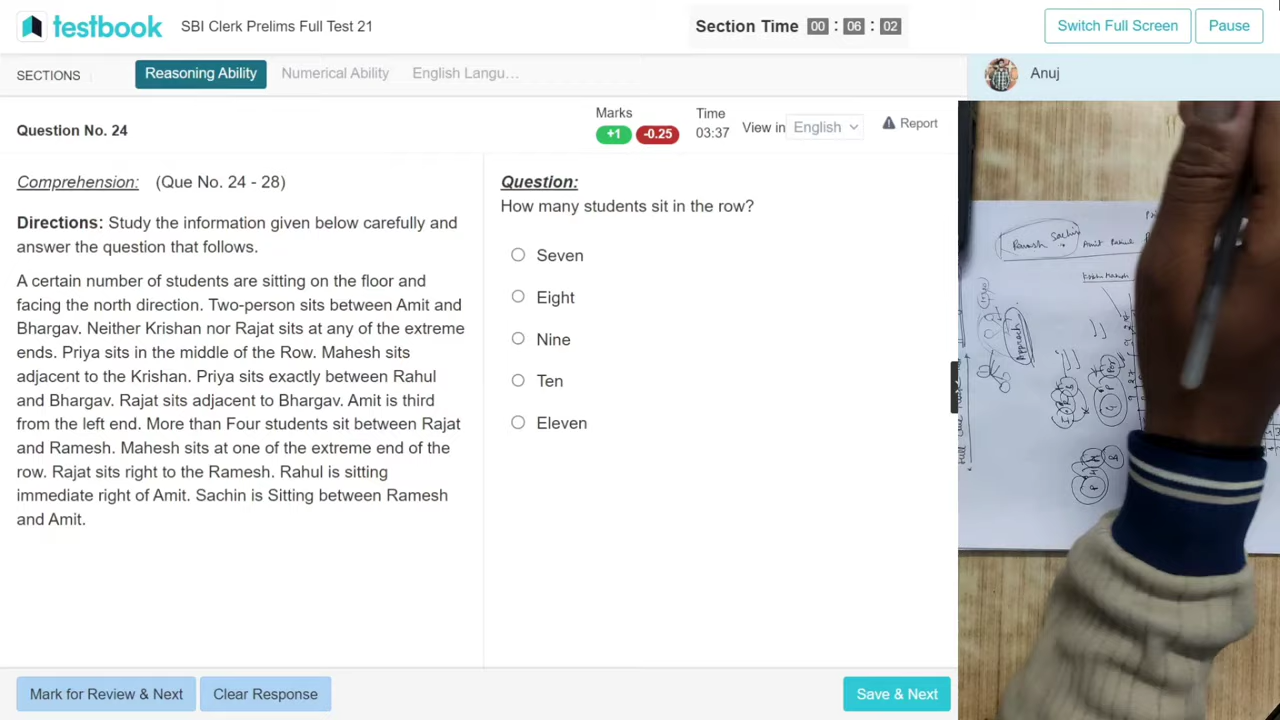 testbook SBI Clerk Prelims Full Test 21 Section Time 00 : 06 : 02 Switch Full Screen Pause
SECTIONS Reasoning Ability Numerical Ability English Langu... Anuj
Question No. 24 Marks +1 -0.25 Time 03:37 View in English Report
Comprehension: (Que No. 24 - 28)
Directions: Study the information given below carefully and
answer the question that follows.
A certain number of students are sitting on the floor and
facing the north direction. Two-person sits between Amit and
Bhargav. Neither Krishan nor Rajat sits at any of the extreme
ends. Priya sits in the middle of the Row. Mahesh sits
adjacent to the Krishan. Priya sits exactly between Rahul
and Bhargav. Rajat sits adjacent to Bhargav. Amit is third
from the left end. More than Four students sit between Rajat
and Ramesh. Mahesh sits at one of the extreme end of the
row. Rajat sits right to the Ramesh. Rahul is sitting
immediate right of Amit. Sachin is Sitting between Ramesh
and Amit.
Question:
How many students sit in the row?
Seven
Eight
Nine
Ten
Eleven
Ramesh Sachin Amit
Approach
Mark for Review & Next Clear Response Save & Next